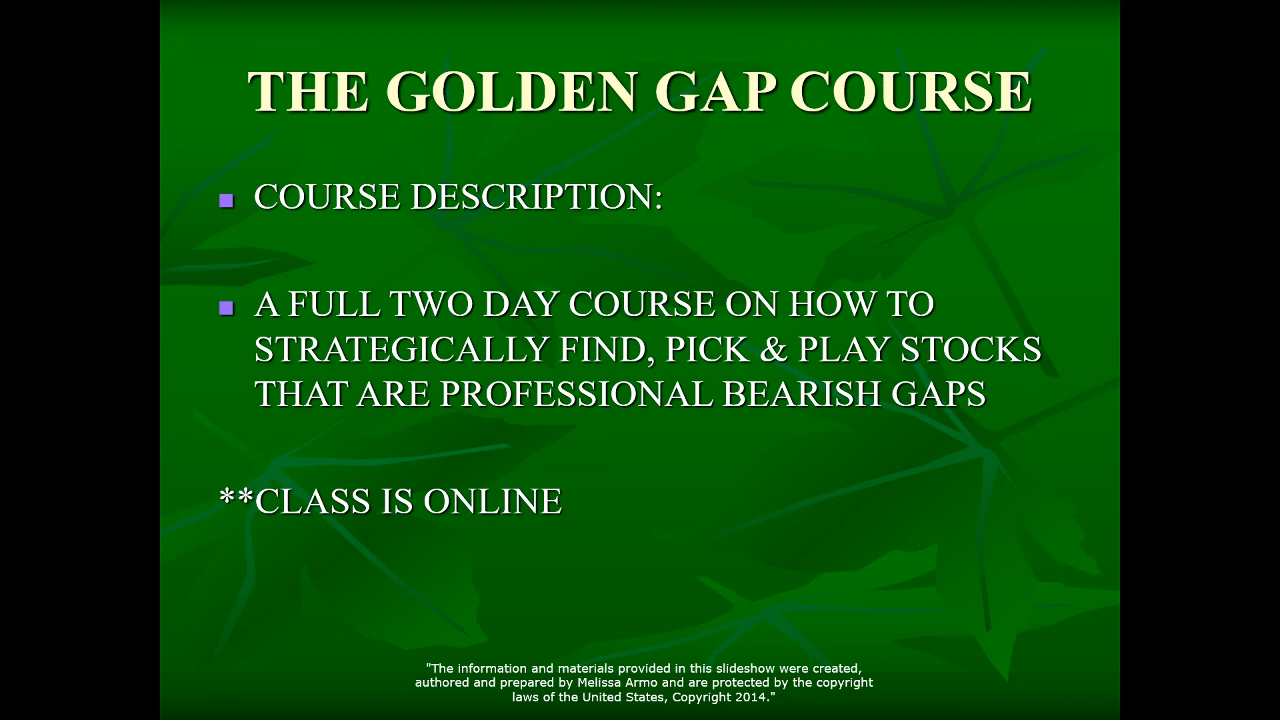 THE GOLDEN GAP COURSE
COURSE DESCRIPTION:
A FULL TWO DAY COURSE ON HOW TO
STRATEGICALLY FIND, PICK & PLAY STOCKS
THAT ARE PROFESSIONAL BEARISH GAPS
**CLASS IS ONLINE
"The information and materials provided in this slideshow were created,
authored and prepared by Melissa Armo and are protected by the copyright
laws of the United States, Copyright 2014."